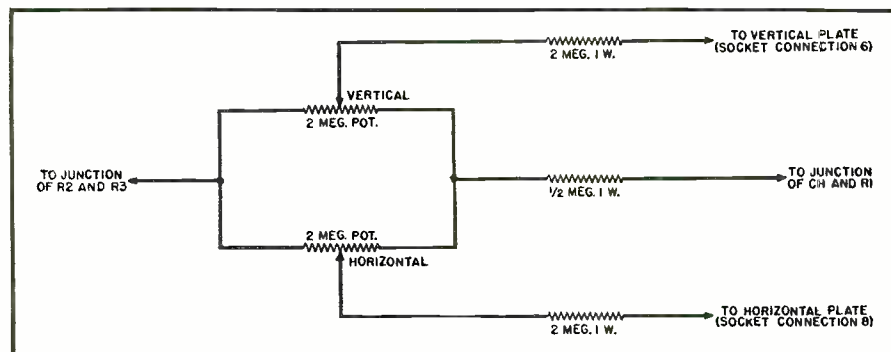 TO VERTICAL PLATE
(SOCKET CONNECTION 6)
2 MEG. 1 W.
VERTICAL
2 MEG. POT.
TO JUNCTION
OF R2 AND R3
TO JUNCTION
OF CH AND R1
1/2 MEG. 1 W.
2 MEG. POT.
HORIZONTAL
TO HORIZONTAL PLATE
(SOCKET CONNECTION 8)
2 MEG. 1 W.